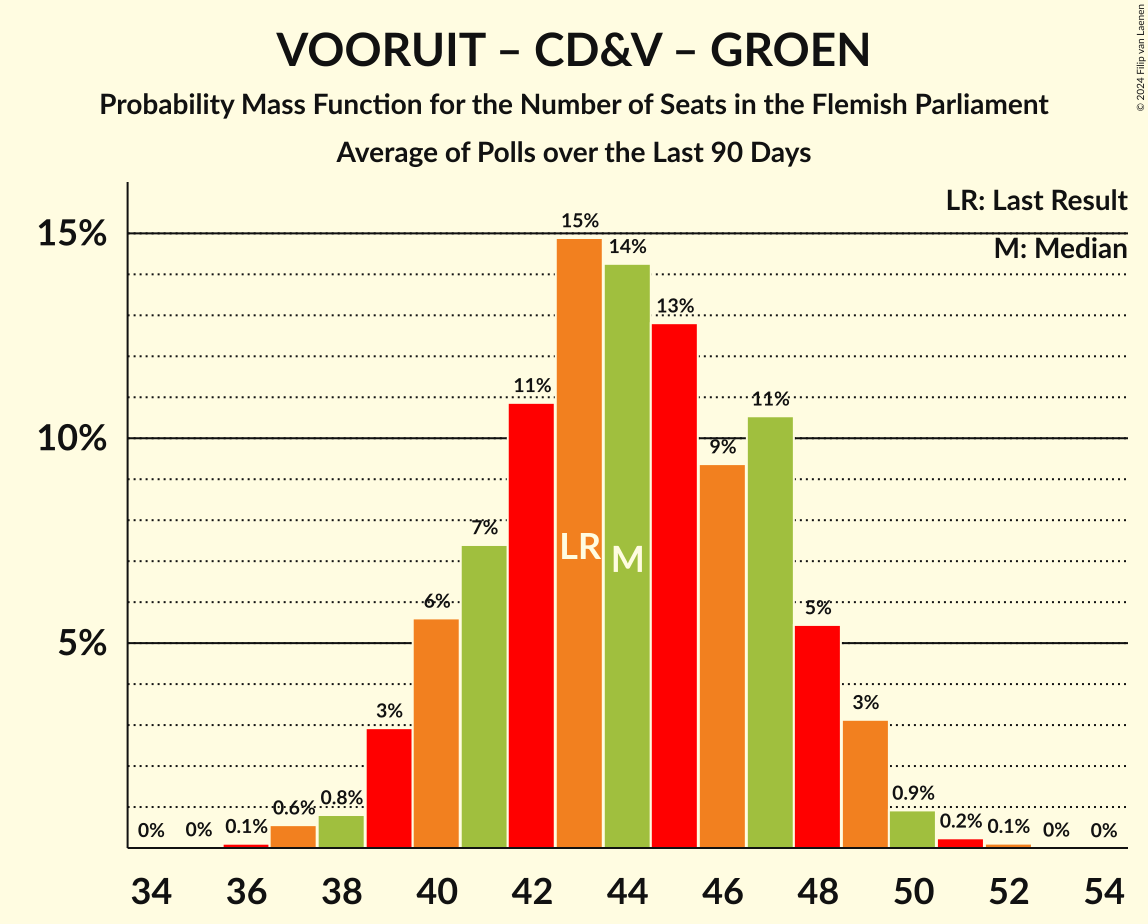 VOORUIT – CD&V – GROEN
Probability Mass Function for the Number of Seats in the Flemish Parliament
Average of Polls over the Last 90 Days
© 2024 Filip van Laenen
LR: Last Result
M: Median
15%
10%
5%
0%
0%
0.1%
0.6%
0.8%
3%
6%
7%
11%
15%
14%
13%
9%
11%
5%
3%
0.9%
0.2%
0.1%
0%
0%
LR
M
34 36 38 40 42 44 46 48 50 52 54